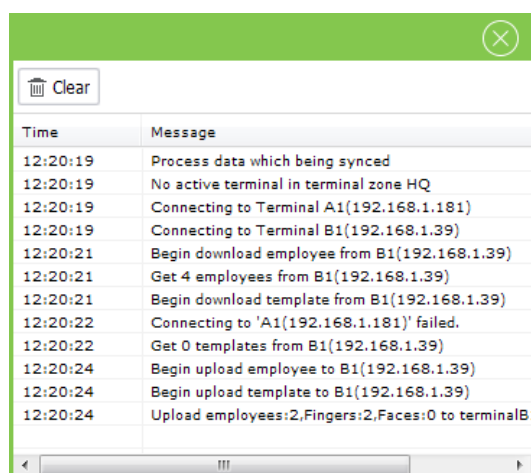 Clear
Time Message
12:20:19 Process data which being synced
12:20:19 No active terminal in terminal zone HQ
12:20:19 Connecting to Terminal A1(192.168.1.181)
12:20:19 Connecting to Terminal B1(192.168.1.39)
12:20:21 Begin download employee from B1(192.168.1.39)
12:20:21 Get 4 employees from B1(192.168.1.39)
12:20:21 Begin download template from B1(192.168.1.39)
12:20:22 Connecting to 'A1(192.168.1.181)' failed.
12:20:22 Get 0 templates from B1(192.168.1.39)
12:20:24 Begin upload employee to B1(192.168.1.39)
12:20:24 Begin upload template to B1(192.168.1.39)
12:20:24 Upload employees:2,Fingers:2,Faces:0 to terminalB